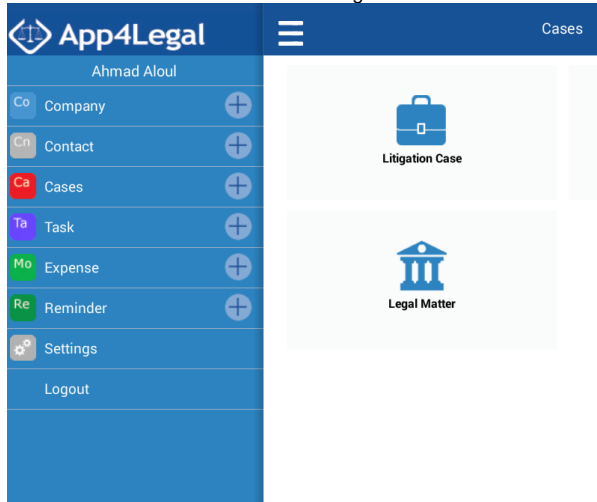 App4Legal
Cases
Ahmad Aloul
Co Company
Cn Contact
Ca Cases
Ta Task
Mo Expense
Re Reminder
Settings
Logout
Litigation Case
Legal Matter